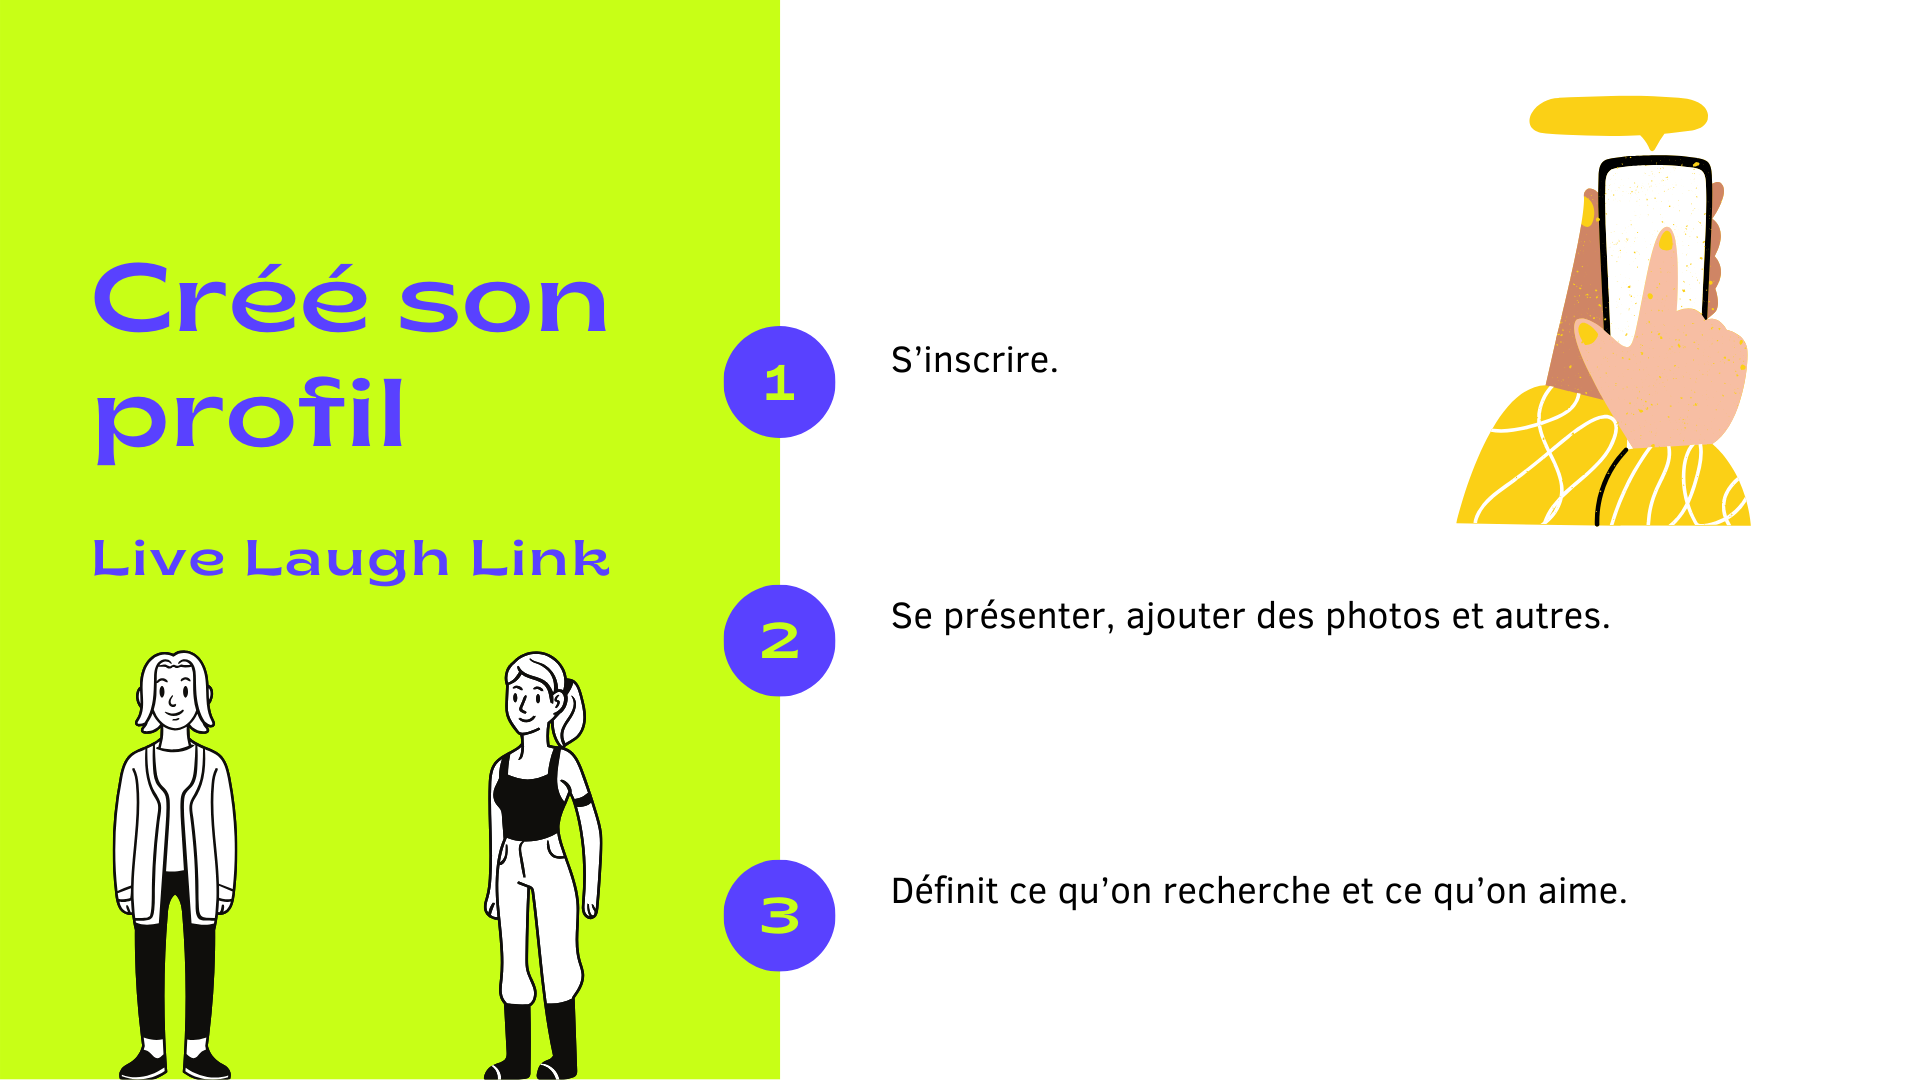 Créé son
profil
Live Laugh Link
1
S’inscrire.
2
Se présenter, ajouter des photos et autres.
3
Définit ce qu’on recherche et ce qu’on aime.